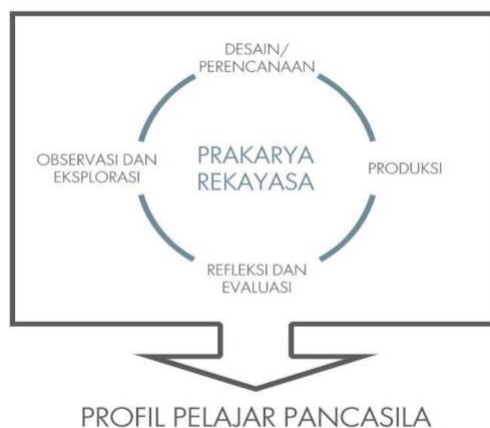 DESAIN/
PERENCANAAN
OBSERVASI DAN
EKSPLORASI
PRAKARYA
REKAYASA
PRODUKSI
REFLEKSI DAN
EVALUASI
PROFIL PELAJAR PANCASILA